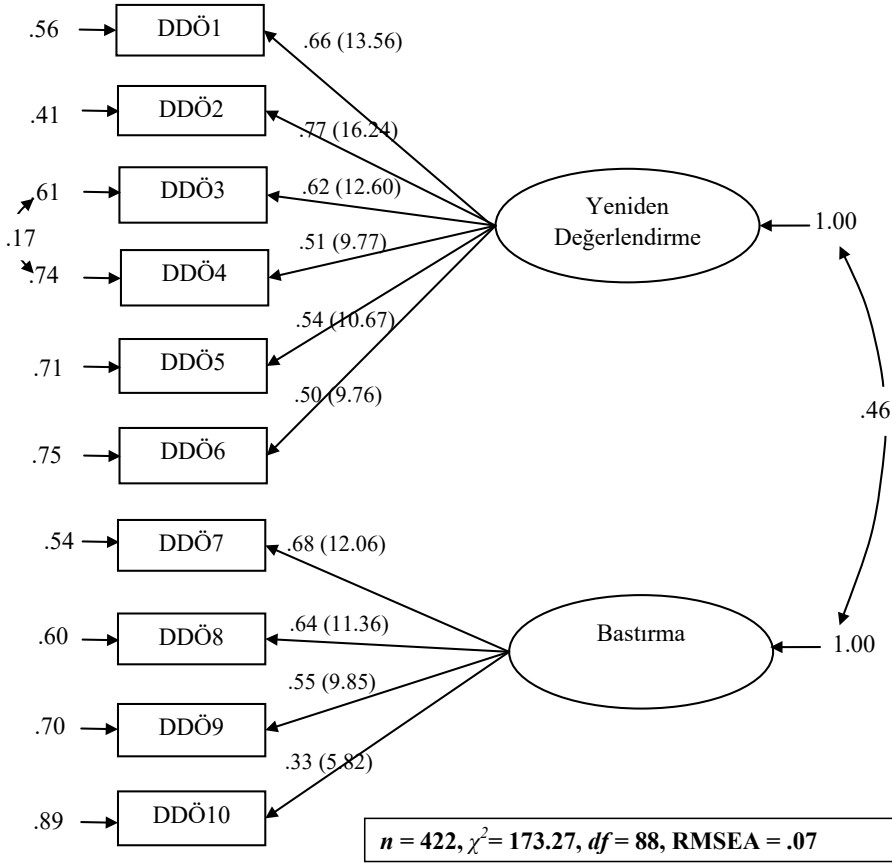 .56 DDÖ1 .66 (13.56)
.41 DDÖ2 .77 (16.24)
.61 DDÖ3 .62 (12.60)
.17
.74 DDÖ4 .51 (9.77)
.71 DDÖ5 .54 (10.67)
.75 DDÖ6 .50 (9.76)
Yeniden
Değerlendirme
1.00
.46
.54 DDÖ7 .68 (12.06)
.60 DDÖ8 .64 (11.36)
.70 DDÖ9 .55 (9.85)
.89 DDÖ10 .33 (5.82)
Bastırma
1.00
n = 422, χ²= 173.27, df = 88, RMSEA = .07